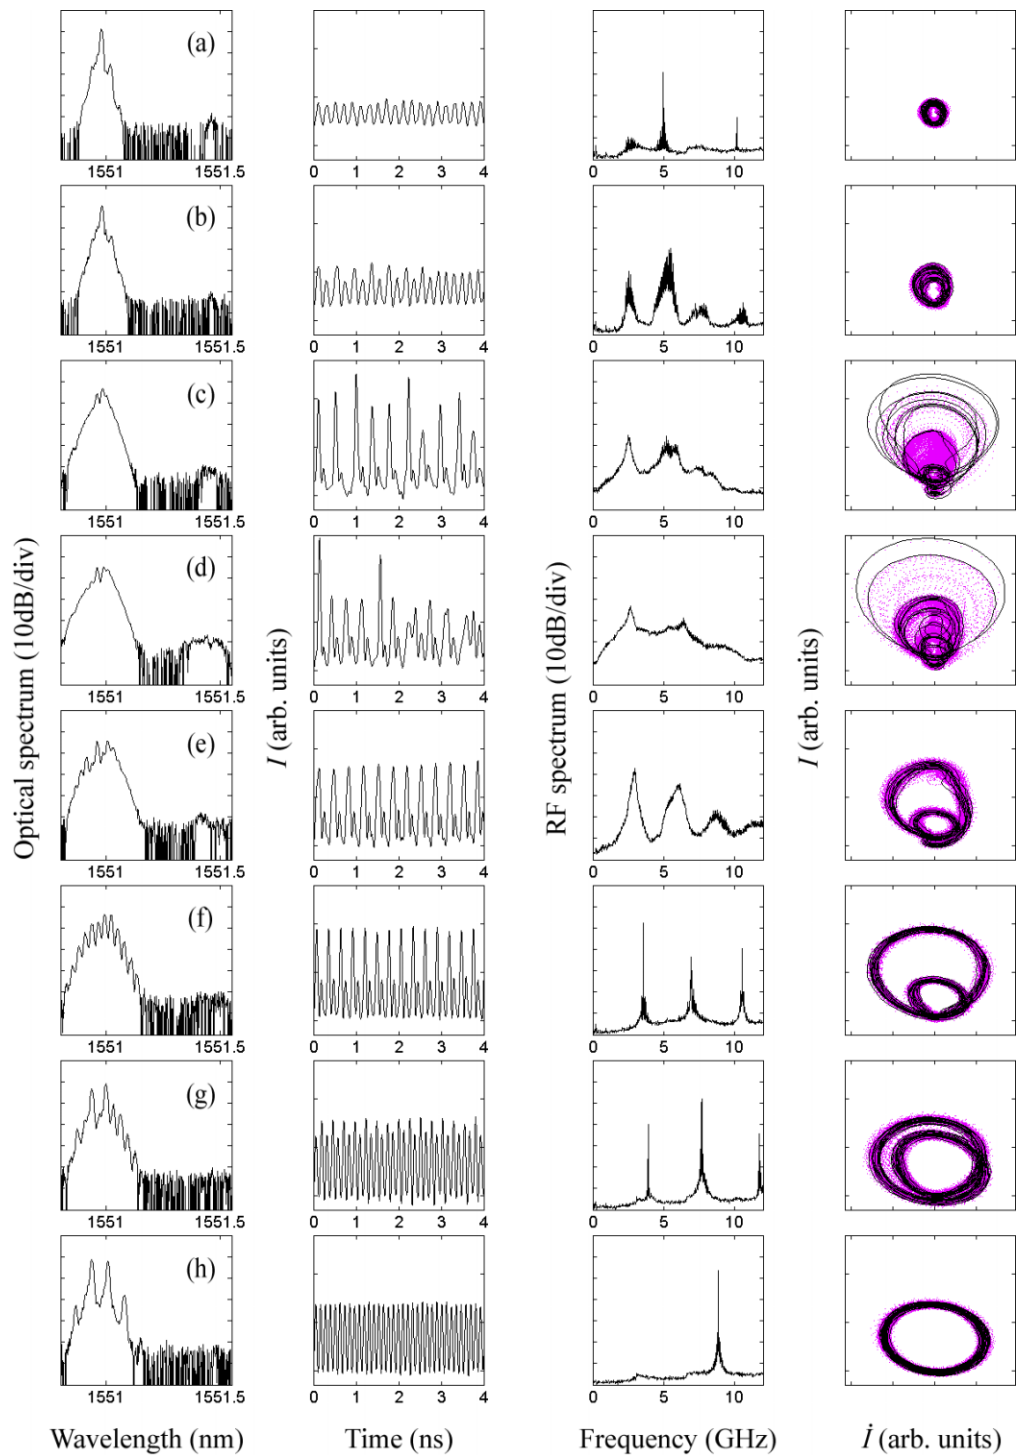 (a)
1551 1551.5 0 1 2 3 4 0 5 10
(b)
1551 1551.5 0 1 2 3 4 0 5 10
(c)
1551 1551.5 0 1 2 3 4 0 5 10
(d)
1551 1551.5 0 1 2 3 4 0 5 10
(e)
1551 1551.5 0 1 2 3 4 0 5 10
(f)
1551 1551.5 0 1 2 3 4 0 5 10
(g)
1551 1551.5 0 1 2 3 4 0 5 10
(h)
1551 1551.5 0 1 2 3 4 0 5 10
Optical spectrum (10dB/div)
I (arb. units)
RF spectrum (10dB/div)
I (arb. units)
Wavelength (nm) Time (ns) Frequency (GHz) İ (arb. units)